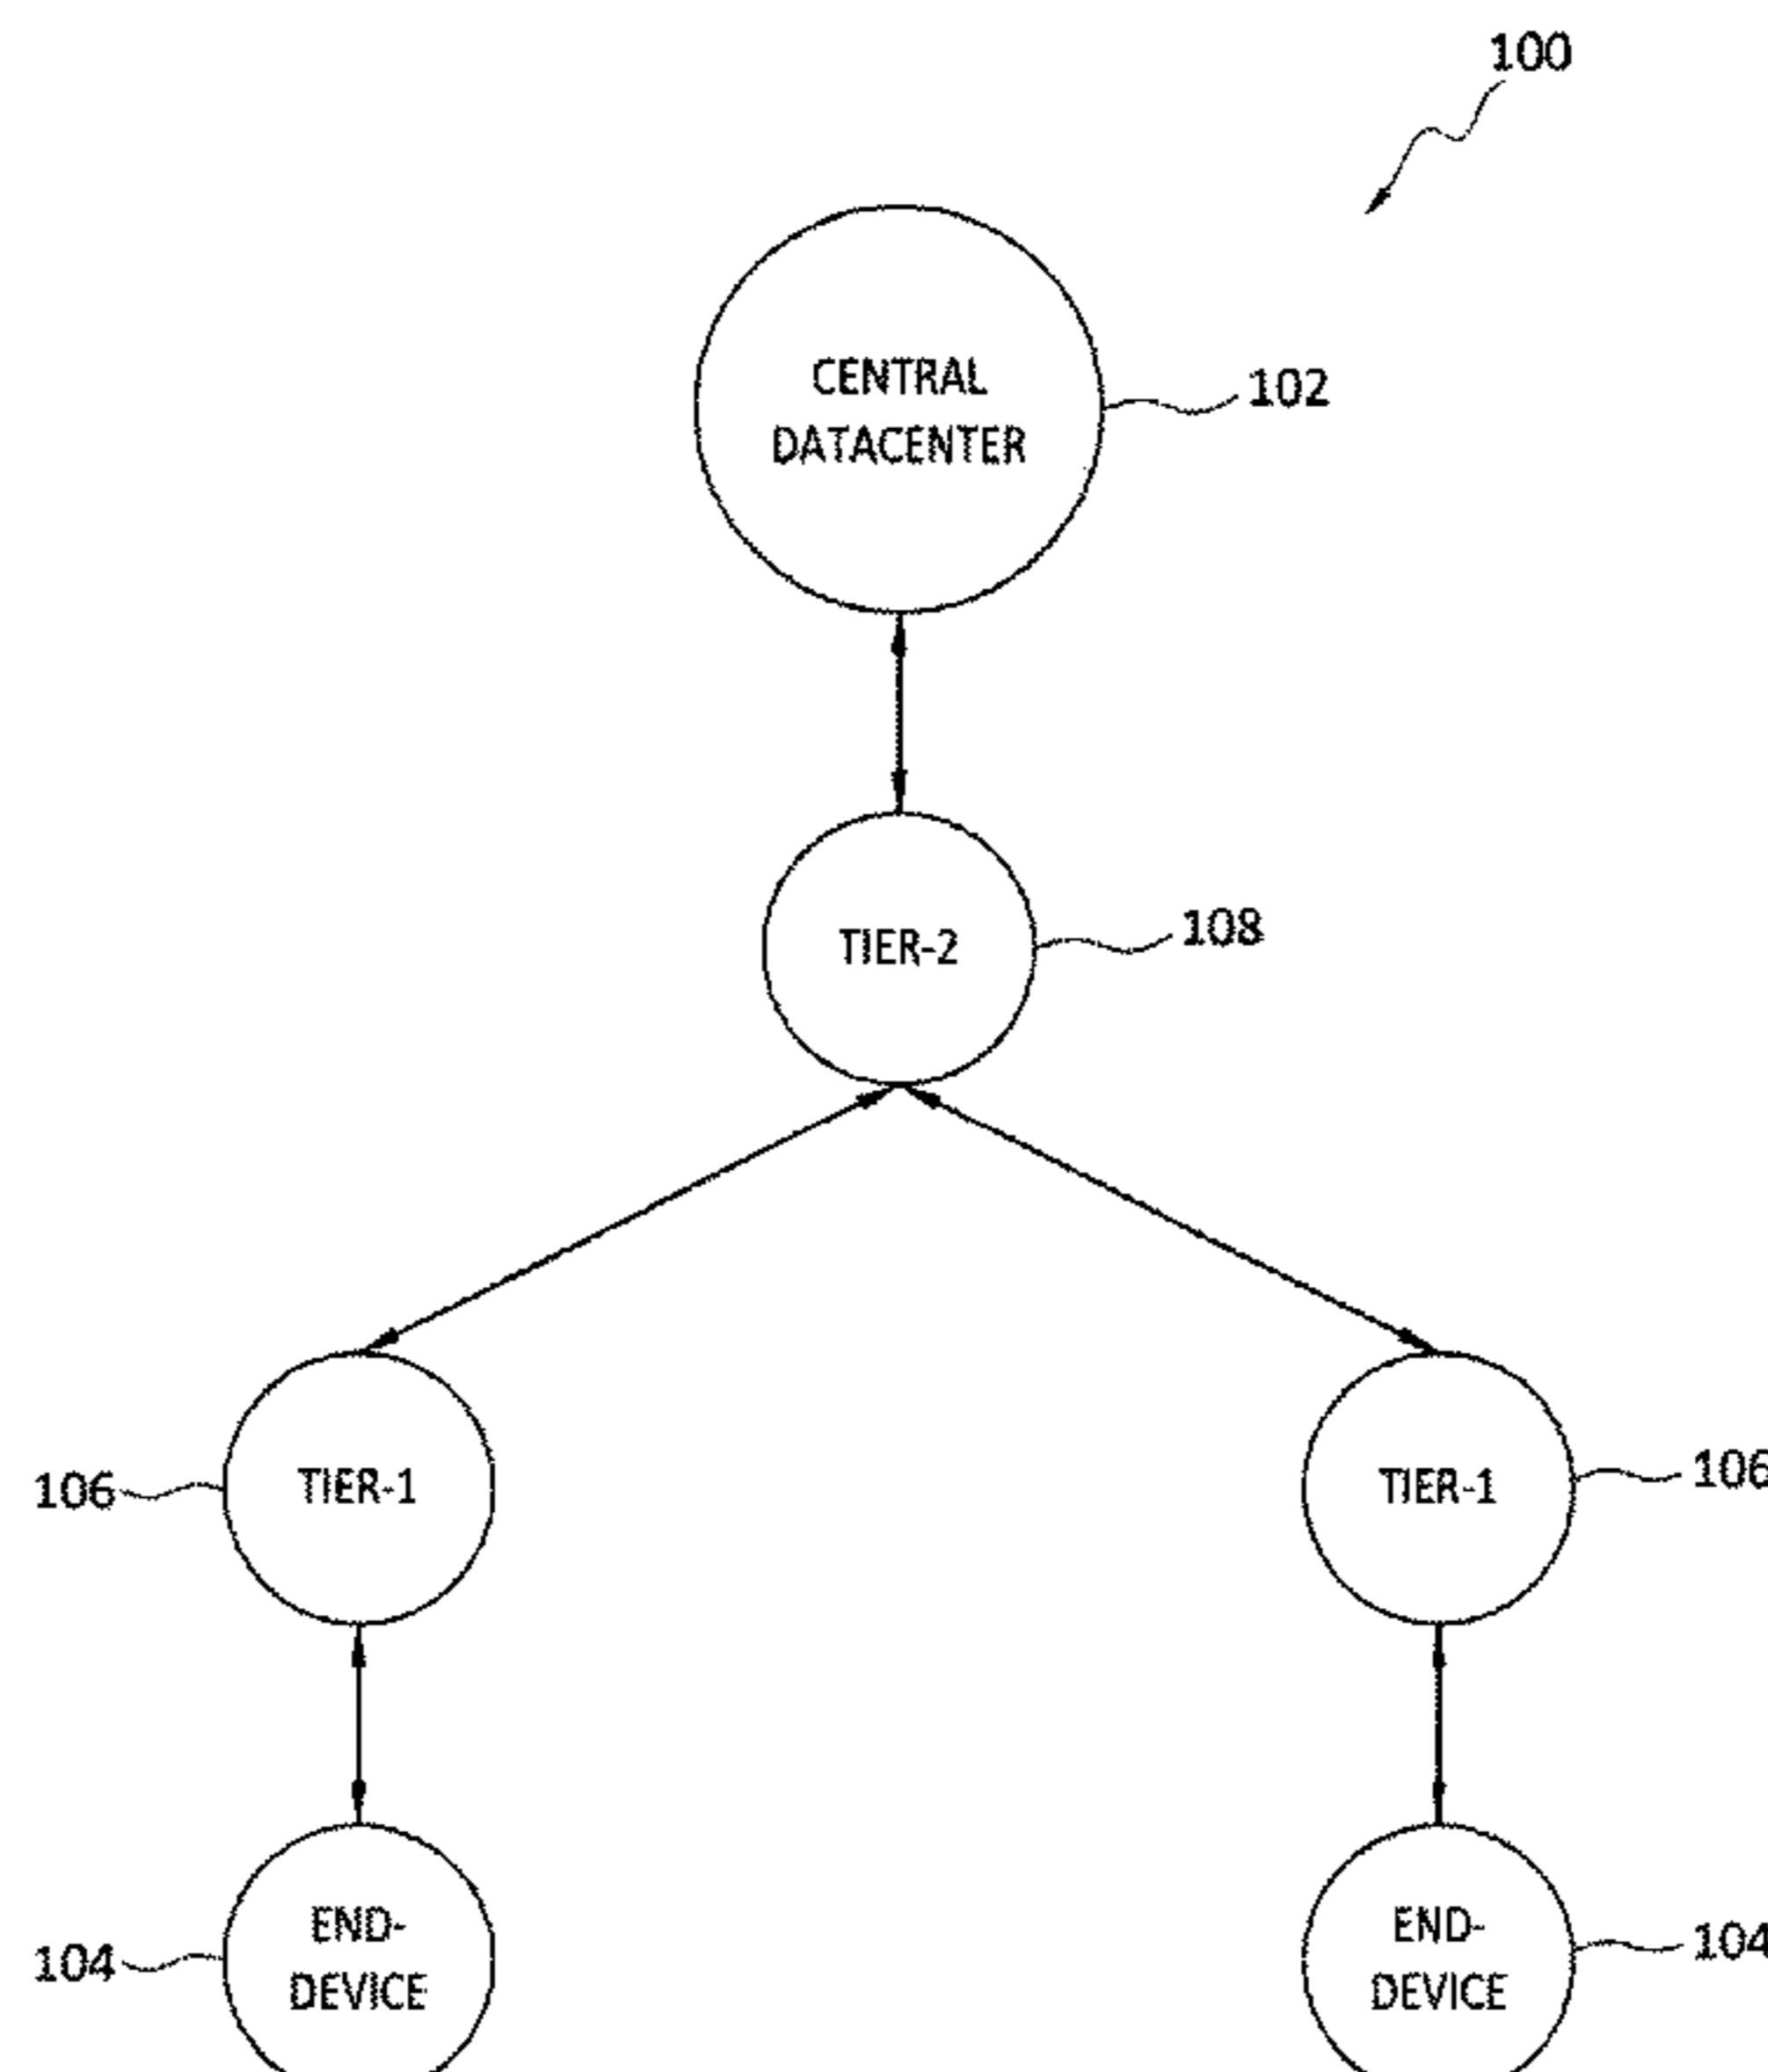 100
CENTRAL
DATACENTER
102
TIER-2
108
106
TIER-1
TIER-1
106
104
END-
DEVICE
END-
DEVICE
104